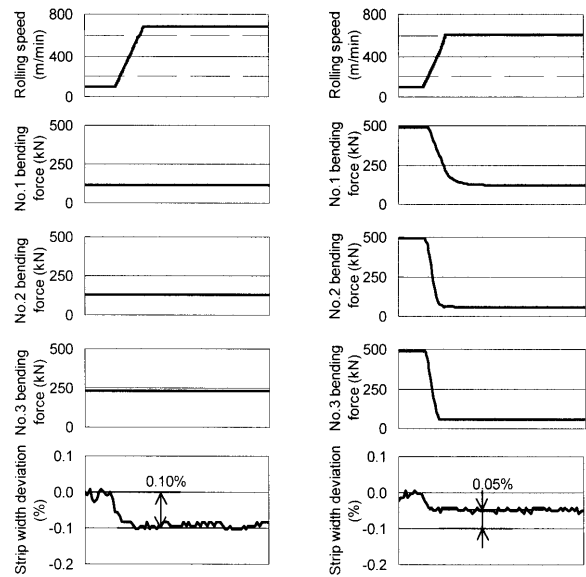 Rolling speed
(m/min)
800
400
0
No.1 bending
force (kN)
500
250
0
No.2 bending
force (kN)
500
250
0
No.3 bending
force (kN)
500
250
0
Strip width deviation
(%)
0.1
0.0
-0.1
-0.2
0.10%
Rolling speed
(m/min)
800
400
0
No.1 bending
force (kN)
500
250
0
No.2 bending
force (kN)
500
250
0
No.3 bending
force (kN)
500
250
0
Strip width deviation
(%)
0.1
0.0
-0.1
-0.2
0.05%